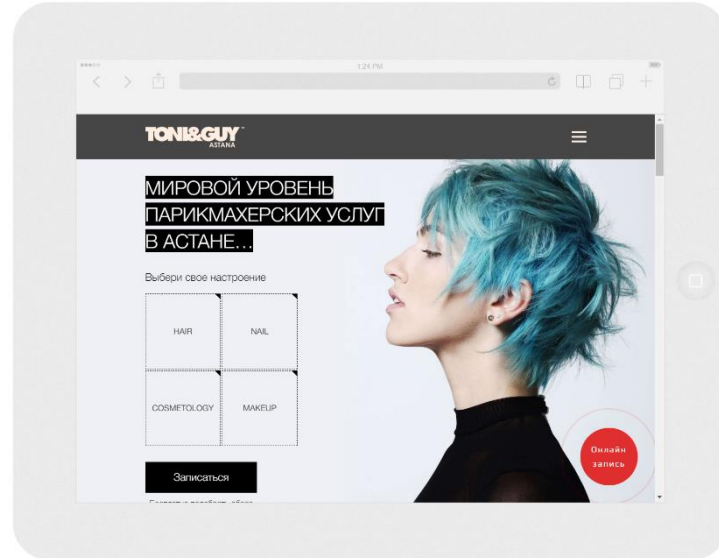 1:24 PM
TONI&GUY™
ASTANA
МИРОВОЙ УРОВЕНЬ
ПАРИКМАХЕРСКИХ УСЛУГ
В АСТАНЕ...
Выбери свое настроение
HAIR
NAIL
COSMETOLOGY
MAKEUP
Онлайн
запись
Записаться